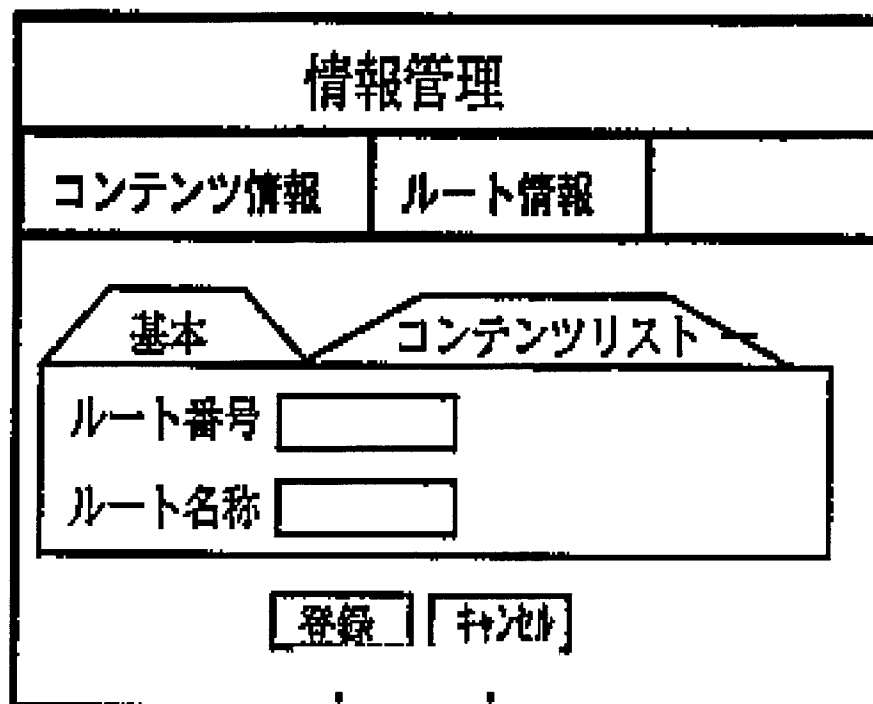 情報管理
コンテンツ情報 ルート情報
基本 コンテンツリスト
ルート番号
ルート名称
登録 キャンセル